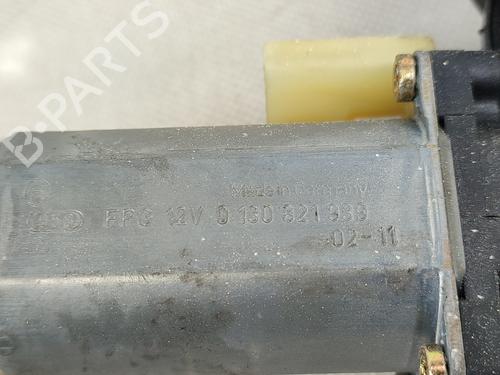 B-PARTS
Made in Germany
FPG 12V 0 130 821 939
02-11